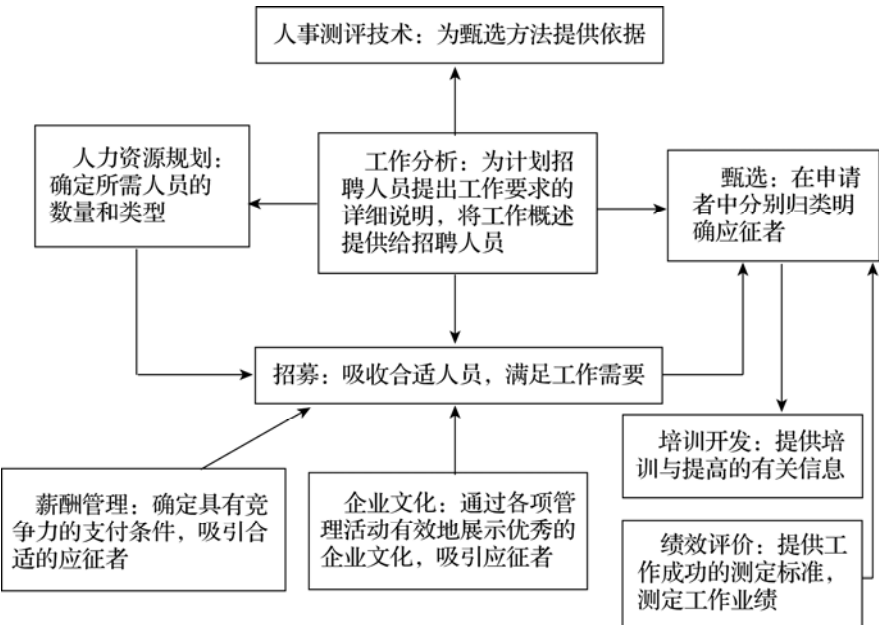 人事测评技术：为甄选方法提供依据
人力资源规划：
确定所需人员的
数量和类型
工作分析：为计划招
聘人员提出工作要求的
详细说明，将工作概述
提供给招聘人员
甄选：在申请
者中分别归类明
确应征者
招募：吸收合适人员，满足工作需要
培训开发：提供培
训与提高的有关信息
薪酬管理：确定具有竞
争力的支付条件，吸引合
适的应征者
企业文化：通过各项管
理活动有效地展示优秀的
企业文化，吸引应征者
绩效评价：提供工
作成功的测定标准，
测定工作业绩